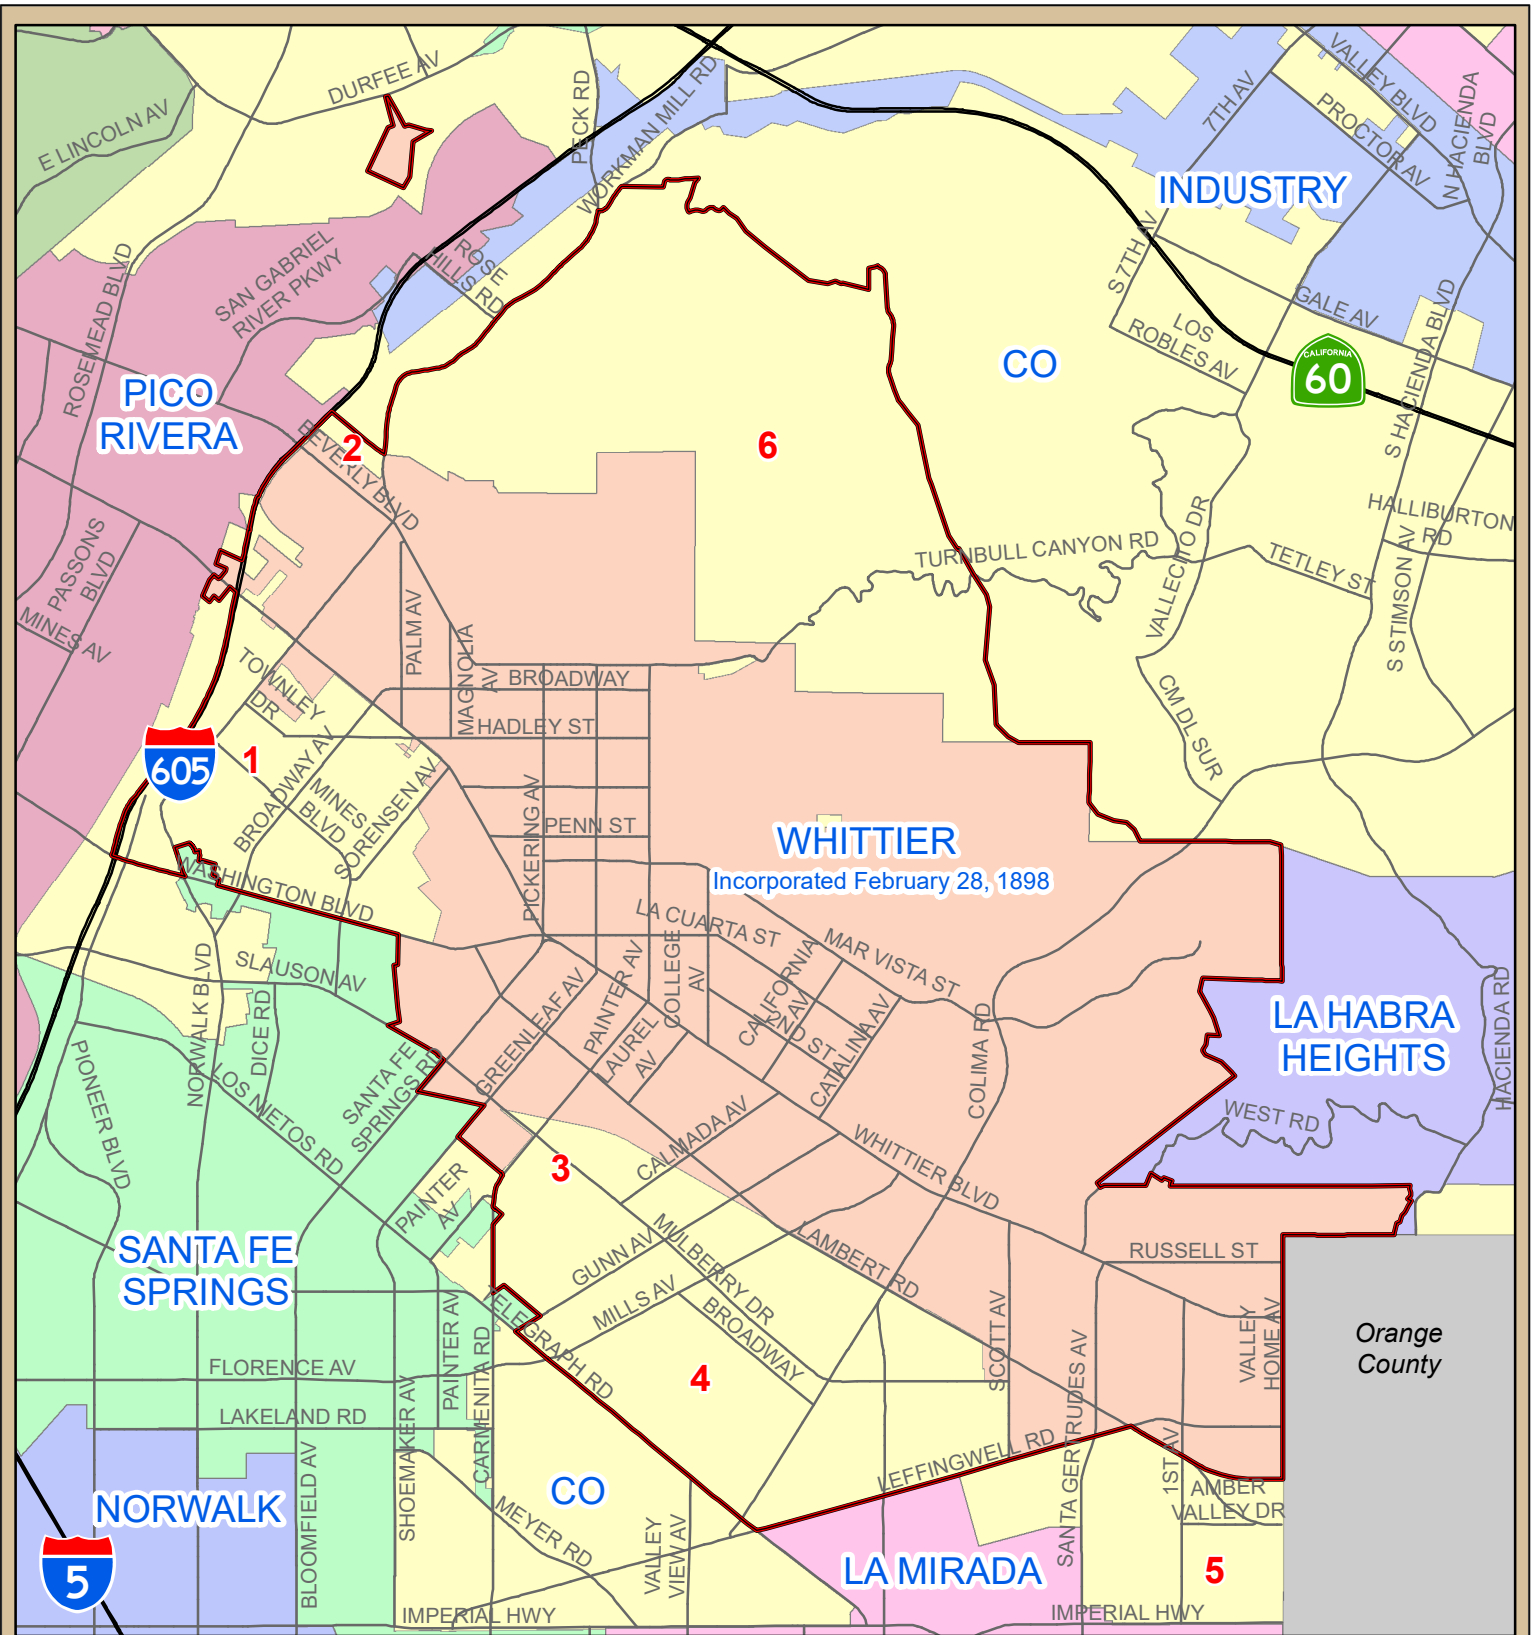 DURFEE AV
E LINCOLN AV
PECK RD
WORKMAN MILL RD
7TH AV
VALLEY BLVD
PROCTOR AV
N HACIENDA
BLVD
INDUSTRY
ROSEMEAD BLVD
SAN GABRIEL
RIVER PKWY
ROSE
HILLS RD
S 7TH AV
GALE AV
LOS
ROBLES AV
S HACIENDA BLVD
CO
CALIFORNIA
60
PICO
RIVERA
2
BEVERLY BLVD
6
PASSONS
BLVD
MINES AV
HALLIBURTON
RD
TURNBULL CANYON RD
VALLECITO DR
TETLEY ST
S STIMSON AV
PALM AV
MAGNOLIA
AV
BROADWAY
TOWNLEY
DR
HADLEY ST
CM DL SUR
605
1
BROADWAY AV
MINES
BLVD
SORENSEN AV
PICKERING AV
PENN ST
WHITTIER
Incorporated February 28, 1898
WASHINGTON BLVD
LA CUARTA ST
MAR VISTA ST
SLAUSON AV
NORWALK BLVD
DICE RD
GREENLEAF AV
PAINTER AV
COLLEGE
AV
LAUREL
AV
CALIFORNIA
AV
2ND ST
CATALINA AV
COLIMA RD
LA HABRA
HEIGHTS
HACIENDA RD
WEST RD
PIONEER BLVD
LOS NIETOS RD
SANTA FE
SPRINGS RD
3
CALMADA AV
WHITTIER BLVD
PAINTER
AV
SANTA FE
SPRINGS
GUNN AV
MULBERRY DR
LAMBERT RD
RUSSELL ST
TELEGRAPH RD
MILLS AV
BROADWAY
SCOTT AV
VALLEY
HOME AV
Orange
County
FLORENCE AV
PAINTER AV
CARMENITA RD
4
SANTA GERTRUDES AV
LAKELAND RD
SHOEMAKER AV
BLOOMFIELD AV
LEFFINGWELL RD
1ST AV
AMBER
VALLEY DR
NORWALK
CO
MEYER RD
VALLEY
VIEW AV
LA MIRADA
5
5
IMPERIAL HWY
IMPERIAL HWY